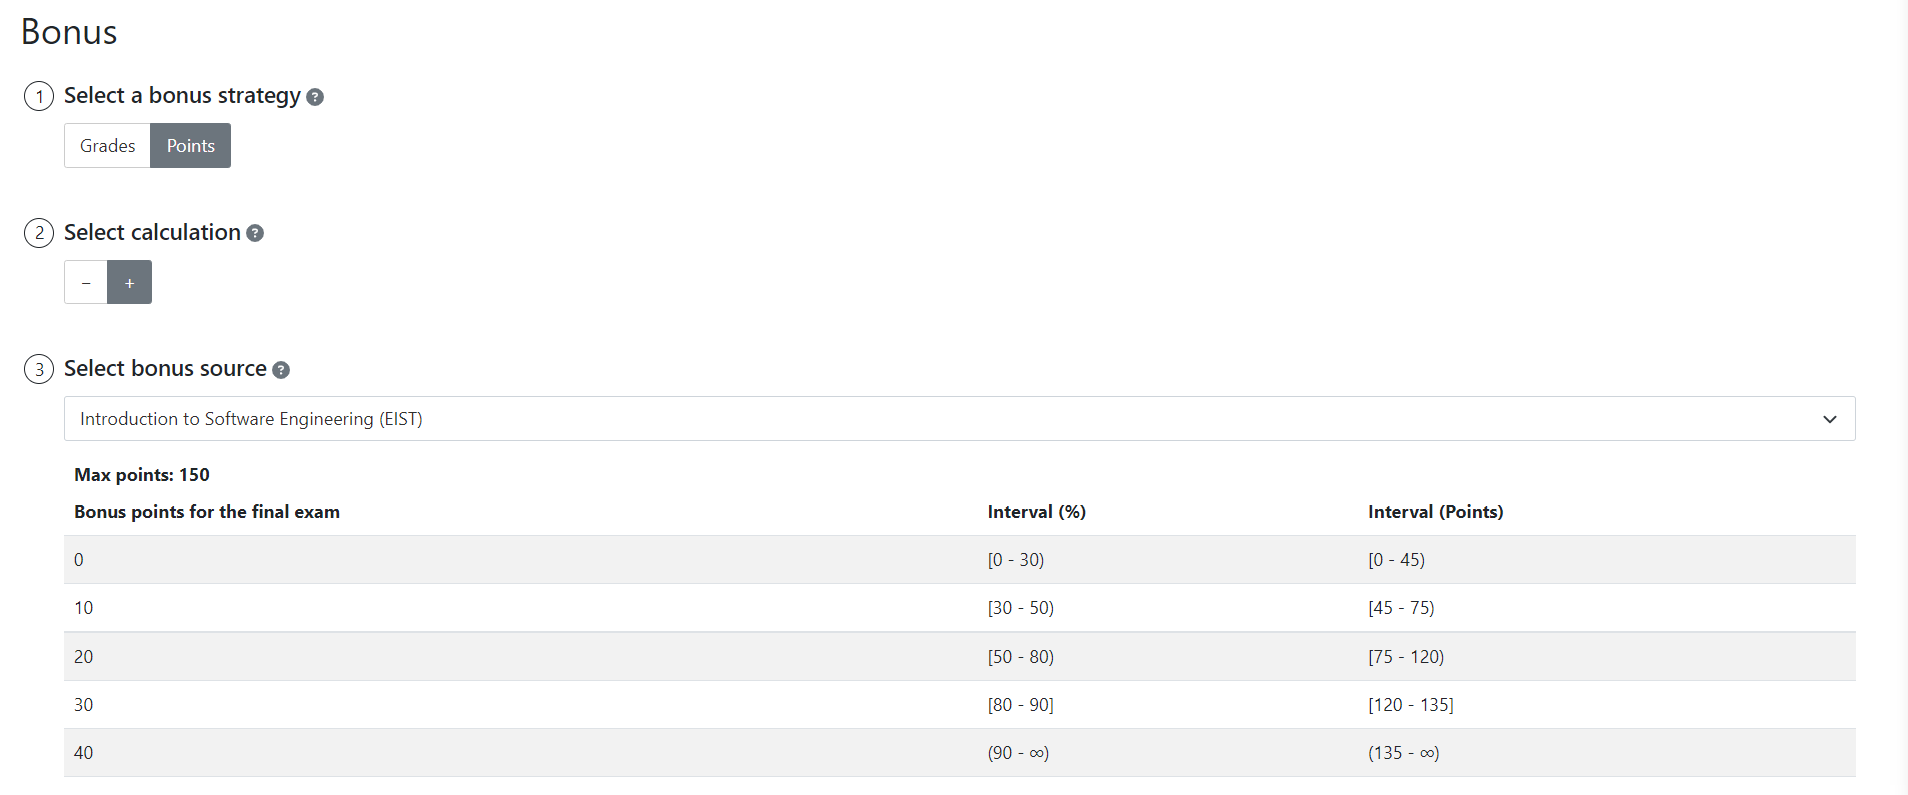 Bonus
1 Select a bonus strategy ?
Grades Points
2 Select calculation ?
− +
3 Select bonus source ?
Introduction to Software Engineering (EIST)
Max points: 150
Bonus points for the final exam Interval (%) Interval (Points)
0 [0 - 30) [0 - 45)
10 [30 - 50) [45 - 75)
20 [50 - 80) [75 - 120)
30 [80 - 90] [120 - 135]
40 (90 - ∞) (135 - ∞)